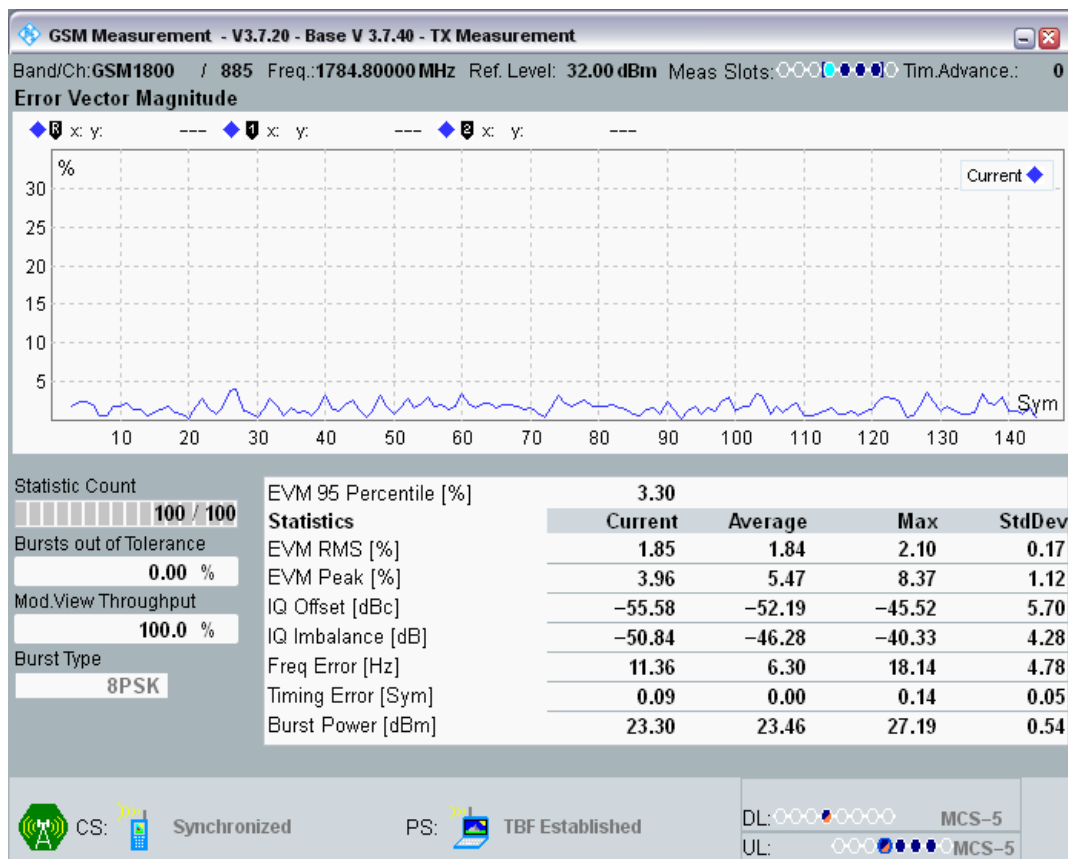 GSM Measurement - V3.7.20 - Base V 3.7.40 - TX Measurement
Band/Ch:GSM1800 / 885 Freq.:1784.80000 MHz Ref. Level: 32.00 dBm Meas Slots: Tim.Advance.: 0
Error Vector Magnitude
R x: y: --- 1 x: y: --- 2 x: y: ---
%
Current
30
25
20
15
10
5
Sym
10 20 30 40 50 60 70 80 90 100 110 120 130 140
Statistic Count
100 / 100
Bursts out of Tolerance
0.00 %
Mod.View Throughput
100.0 %
Burst Type
8PSK
EVM 95 Percentile [%] 3.30
Statistics Current Average Max StdDev
EVM RMS [%] 1.85 1.84 2.10 0.17
EVM Peak [%] 3.96 5.47 8.37 1.12
IQ Offset [dBc] −55.58 −52.19 −45.52 5.70
IQ Imbalance [dB] −50.84 −46.28 −40.33 4.28
Freq Error [Hz] 11.36 6.30 18.14 4.78
Timing Error [Sym] 0.09 0.00 0.14 0.05
Burst Power [dBm] 23.30 23.46 27.19 0.54
CS: Synchronized PS: TBF Established
DL: MCS−5
UL: MCS−5